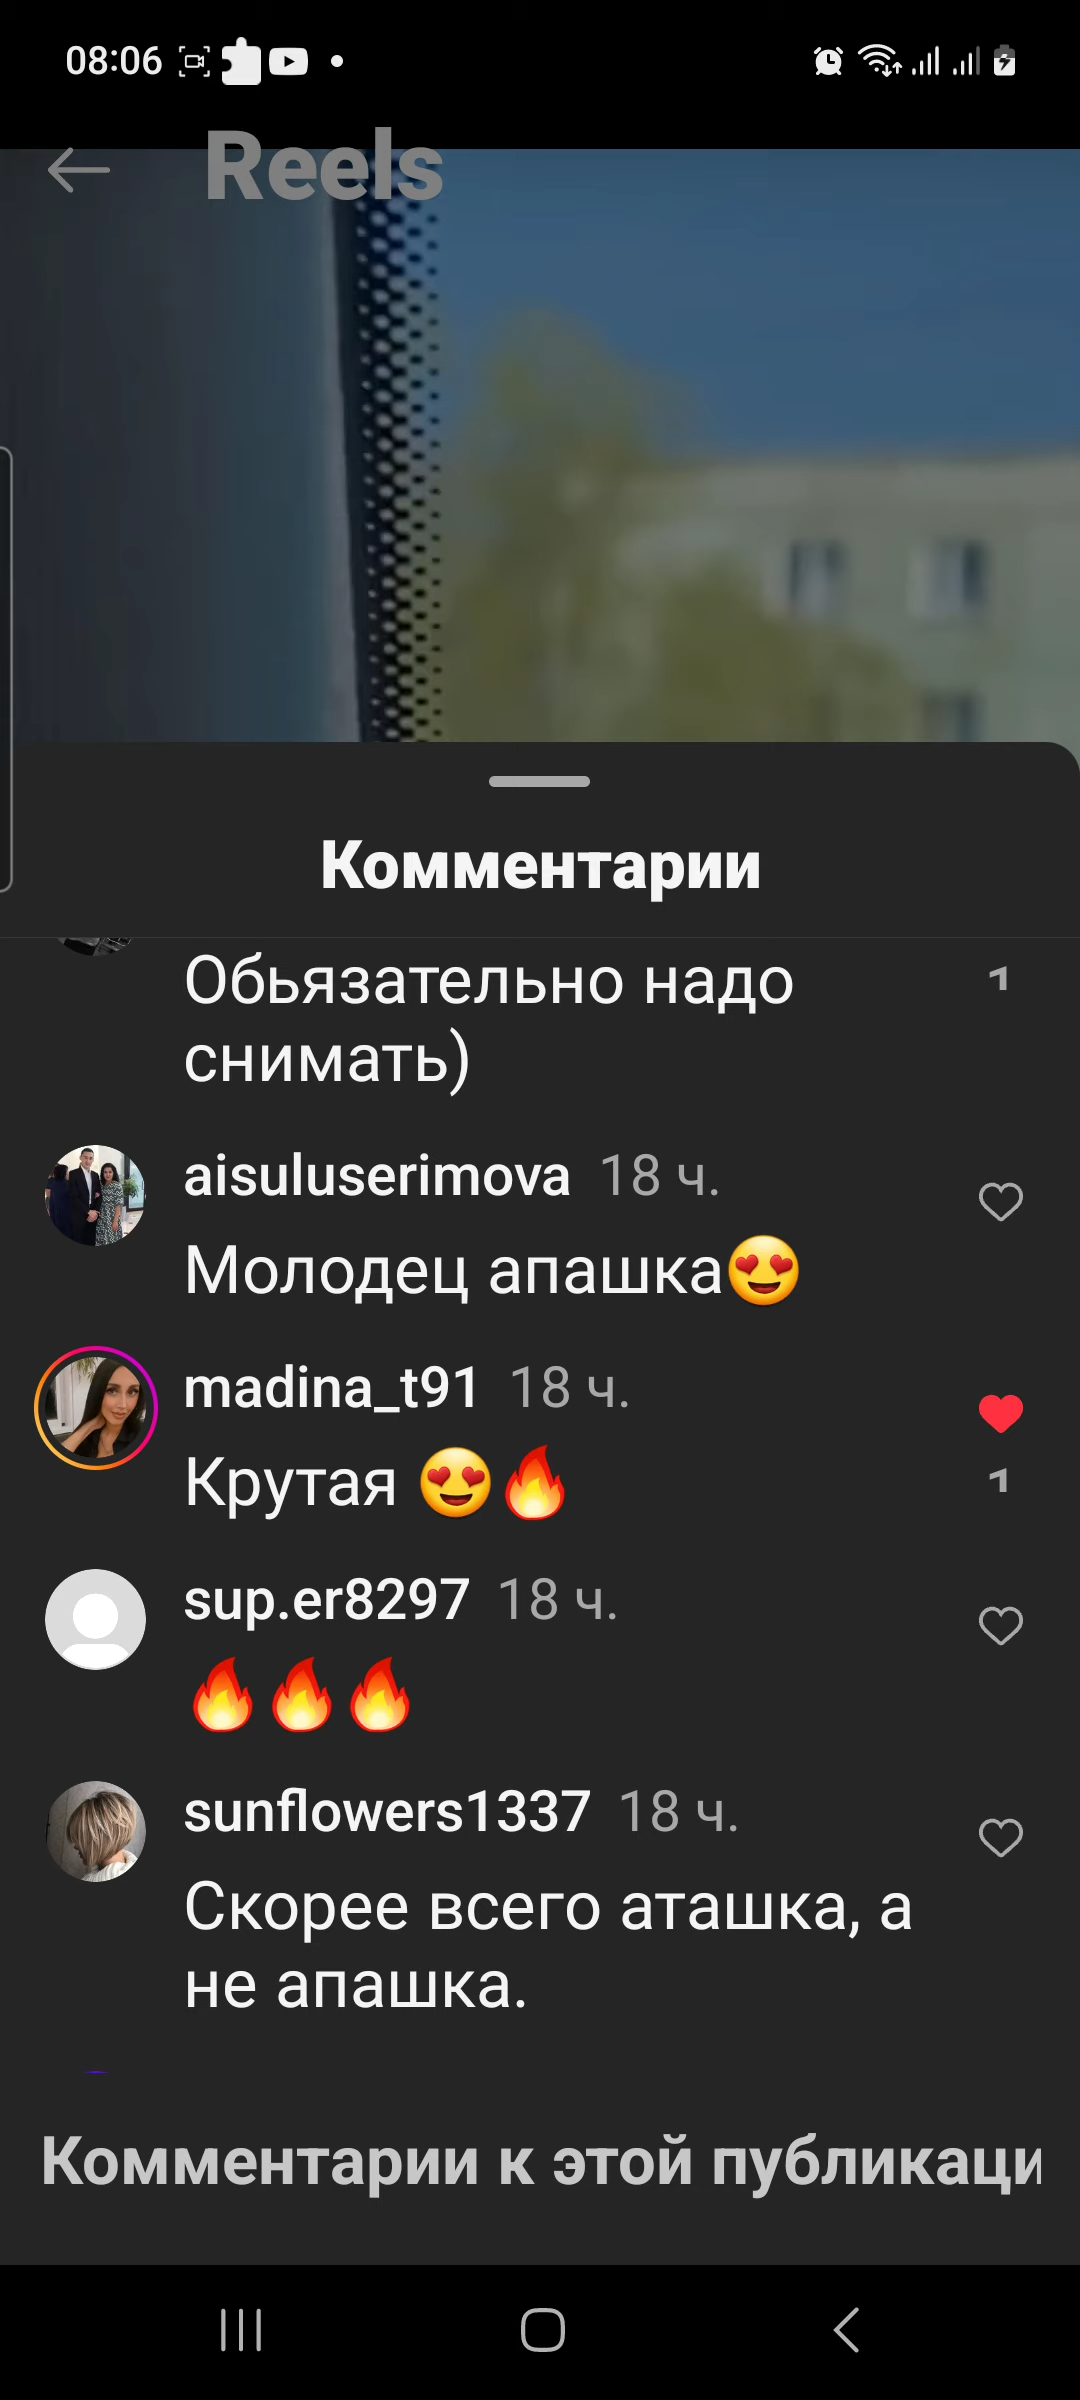 08:06
Reels
Комментарии
Обьязательно надо
1
снимать)
aisuluserimova 18 ч.
Молодец апашка😍
madina_t91 18 ч.
Крутая 😍🔥
1
sup.er8297 18 ч.
🔥🔥🔥
sunflowers1337 18 ч.
Скорее всего аташка, а
не апашка.
Комментарии к этой публикаци